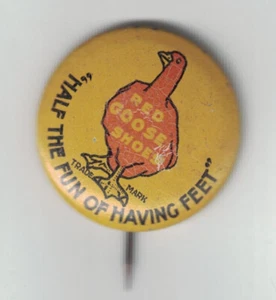 RED
GOOSE
SHOES
TRADE MARK
"HALF THE FUN OF HAVING FEET"